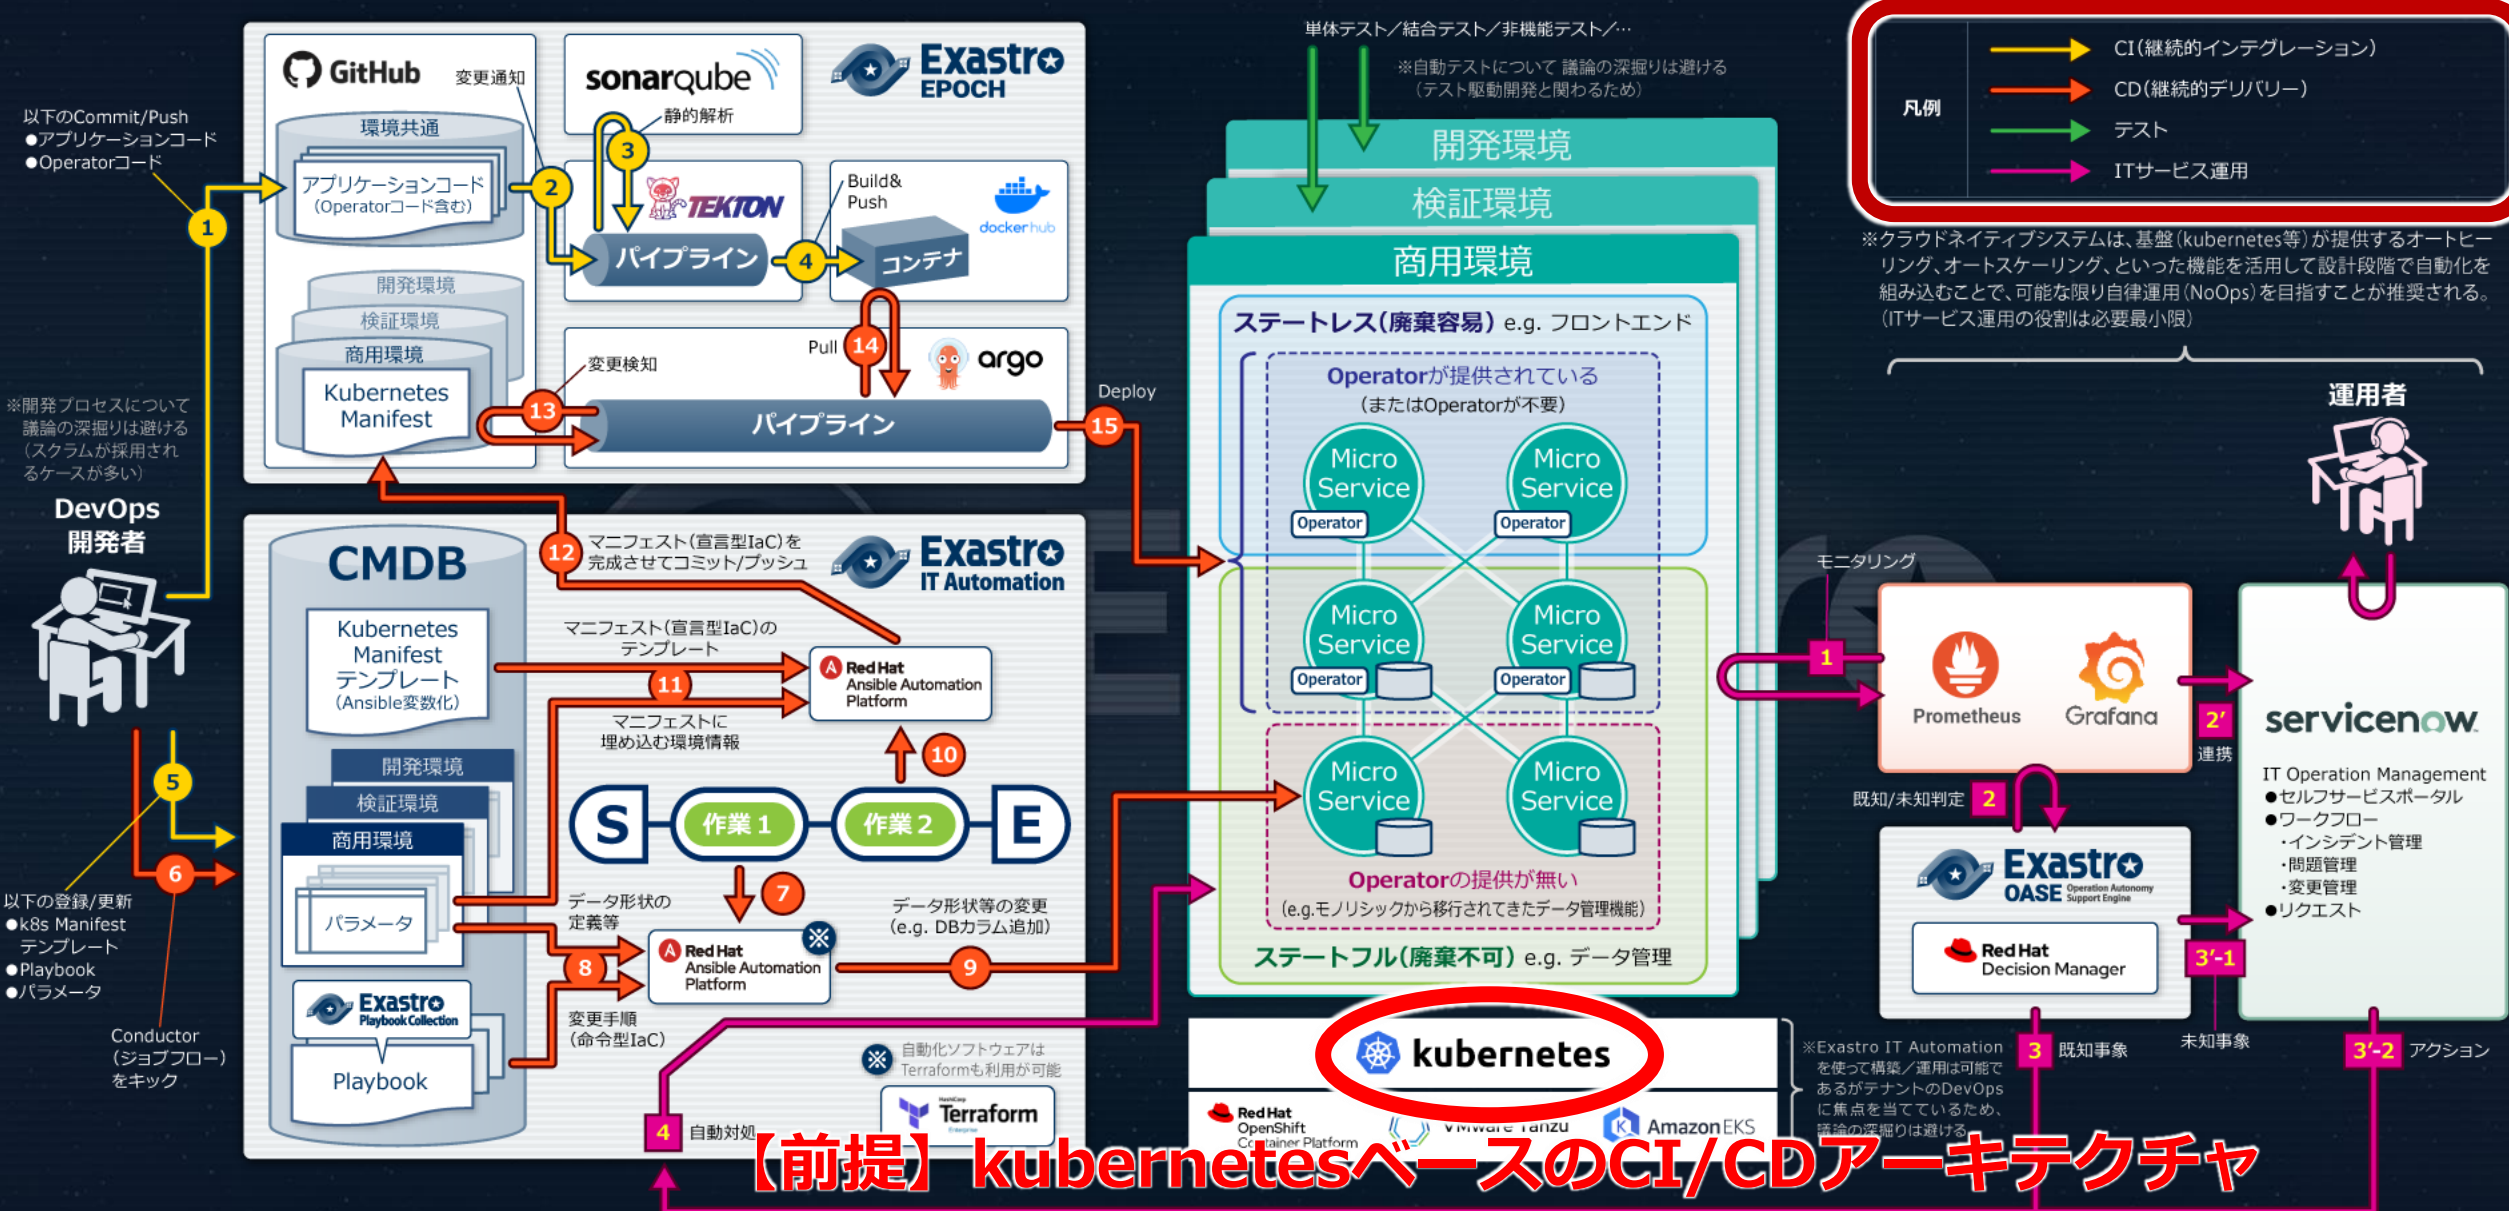 以下のCommit/Push
●アプリケーションコード
●Operatorコード
1
GitHub
変更通知
環境共通
アプリケーションコード
(Operatorコード含む)
2
sonarqube
静的解析
3
Exastro
EPOCH
TEKTON
パイプライン
4
Build&
Push
docker hub
コンテナ
開発環境
検証環境
商用環境
Kubernetes
Manifest
変更検知
13
Pull
14
argo
パイプライン
Deploy
15
※開発プロセスについて
議論の深掘りは避ける
(スクラムが採用され
るケースが多い)
DevOps
開発者
5
6
以下の登録/更新
●k8s Manifest
テンプレート
●Playbook
●パラメータ
Conductor
(ジョブフロー)
をキック
CMDB
Kubernetes
Manifest
テンプレート
(Ansible変数化)
開発環境
検証環境
商用環境
パラメータ
Exastro
Playbook Collection
Playbook
12
マニフェスト(宣言型IaC)を
完成させてコミット/プッシュ
Exastro
IT Automation
マニフェスト(宣言型IaC)の
テンプレート
11
マニフェストに
埋め込む環境情報
Red Hat
Ansible Automation
Platform
10
S
作業1
作業2
E
7
データ形状の
定義等
8
Red Hat
Ansible Automation
Platform
※
データ形状等の変更
(e.g. DBカラム追加)
9
変更手順
(命令型IaC)
※
自動化ソフトウェアは
Terraformも利用が可能
HashiCorp
Terraform
Enterprise
4
自動対処
単体テスト/結合テスト/非機能テスト/…
※自動テストについて 議論の深掘りは避ける
(テスト駆動開発と関わるため)
開発環境
検証環境
商用環境
ステートレス(廃棄容易) e.g. フロントエンド
Operatorが提供されている
(またはOperatorが不要)
Micro
Service
Operator
Micro
Service
Operator
Micro
Service
Operator
Micro
Service
Operator
Micro
Service
Micro
Service
Operatorの提供が無い
(e.g.モノリシックから移行されてきたデータ管理機能)
ステートフル(廃棄不可) e.g. データ管理
kubernetes
Red Hat
OpenShift
Container Platform
VMware Tanzu
Amazon EKS
※Exastro IT Automation
を使って構築/運用は可能で
あるがテナントのDevOps
に焦点を当てているため、
議論の深掘りは避ける
凡例
CI(継続的インテグレーション)
CD(継続的デリバリー)
テスト
ITサービス運用
※クラウドネイティブシステムは、基盤(kubernetes等)が提供するオートヒー
リング、オートスケーリング、といった機能を活用して設計段階で自動化を
組み込むことで、可能な限り自律運用(NoOps)を目指すことが推奨される。
(ITサービス運用の役割は必要最小限)
運用者
モニタリング
1
Prometheus
Grafana
2'
連携
既知/未知判定
2
Exastro
OASE Operation Autonomy
Support Engine
Red Hat
Decision Manager
3'-1
未知事象
3
既知事象
servicenow
IT Operation Management
●セルフサービスポータル
●ワークフロー
・インシデント管理
・問題管理
・変更管理
●リクエスト
3'-2
アクション
【前提】kubernetesベースのCI/CDアーキテクチャ